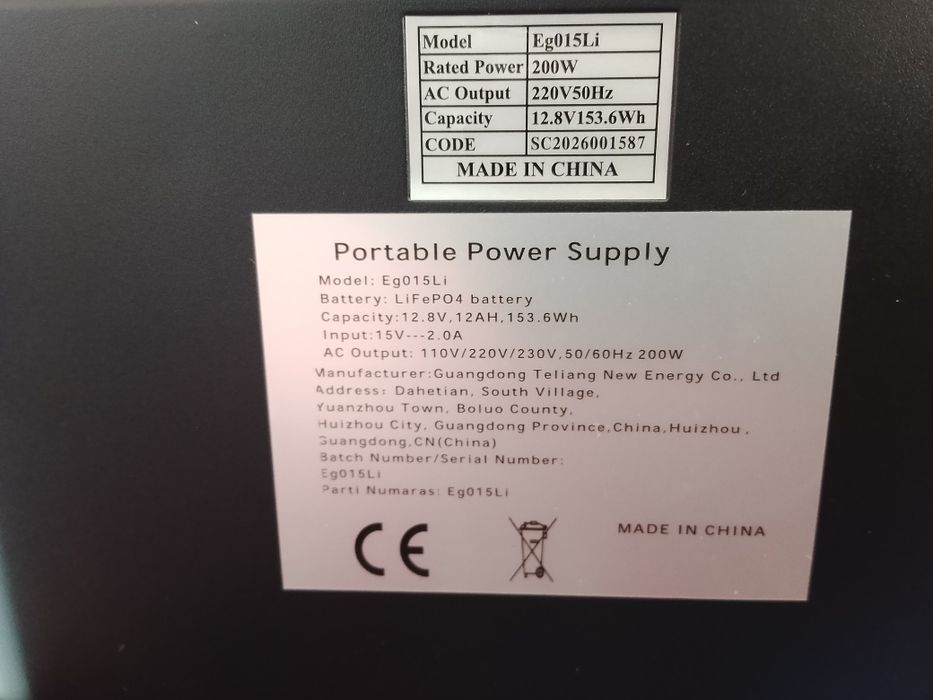 Model Eg015Li
Rated Power 200W
AC Output 220V50Hz
Capacity 12.8V153.6Wh
CODE SC2026001587
MADE IN CHINA
Portable Power Supply
Model: Eg015Li
Battery: LiFePO4 battery
Capacity:12.8V,12AH,153.6Wh
Input:15V---2.0A
AC Output: 110V/220V/230V,50/60Hz 200W
Manufacturer:Guangdong Teliang New Energy Co., Ltd
Address: Dahetian, South Village,
Yuanzhou Town, Boluo County,
Huizhou City, Guangdong Province,China,Huizhou,
Guangdong,CN(China)
Batch Number/Serial Number:
Eg015Li
Parti Numaras: Eg015Li
CE
MADE IN CHINA